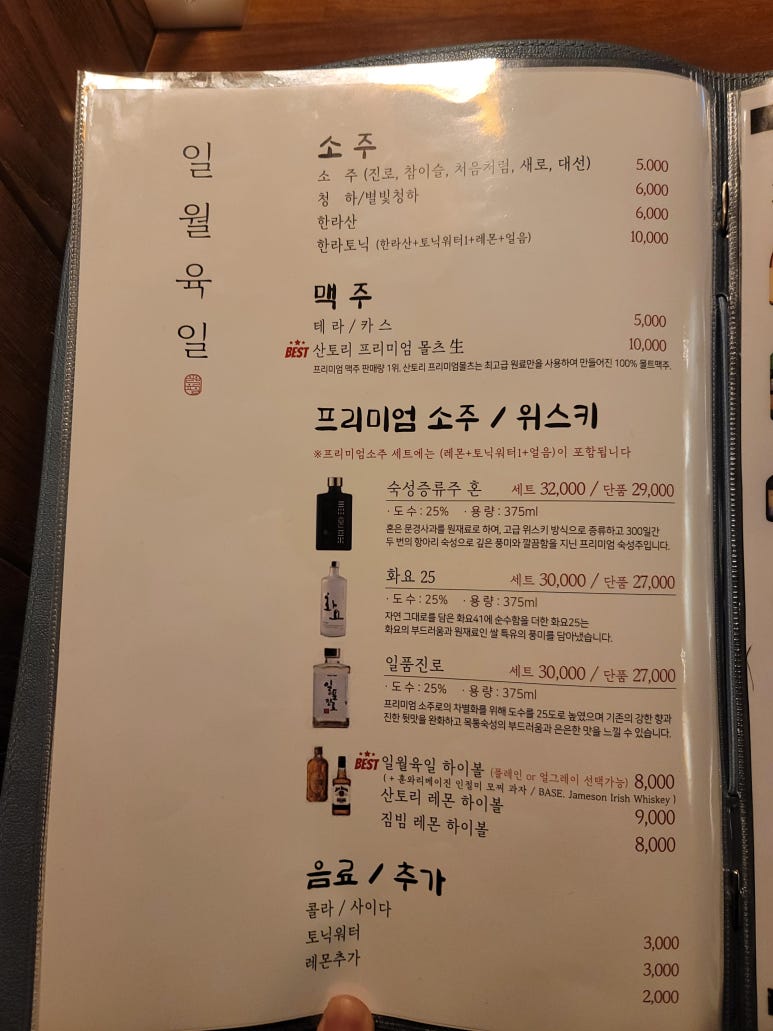 일월육일
소 주
소 주 (진로, 참이슬, 처음처럼, 새로, 대선) 5.000
청 하/별빛청하 6,000
한라산 6,000
한라토닉 (한라산+토닉워터1+레몬+얼음) 10,000
맥 주
테 라 / 카 스 5,000
BEST 산토리 프리미엄 몰츠 生 10,000
프리미엄 맥주 판매량 1위, 산토리 프리미엄몰츠는 최고급 원료만을 사용하여 만들어진 100% 몰트맥주.
프리미엄 소주 / 위스키
※프리미엄소주 세트에는 (레몬+토닉워터1+얼음)이 포함됩니다
숙성증류주 혼 세트 32,000 / 단품 29,000
· 도 수 : 25% · 용 량 : 375ml
혼은 문경사과를 원재료로 하여, 고급 위스키 방식으로 증류하고 300일간
두 번의 항아리 숙성으로 깊은 풍미와 깔끔함을 지닌 프리미엄 숙성주입니다.
화요
화요 25 세트 30,000 / 단품 27,000
· 도 수 : 25% · 용 량 : 375ml
자연 그대로를 담은 화요41에 순수함을 더한 화요25는
화요의 부드러움과 원재료인 쌀 특유의 풍미를 담아냈습니다.
일품진로
일품진로 세트 30,000 / 단품 27,000
· 도 수 : 25% · 용 량 : 375ml
프리미엄 소주로의 차별화를 위해 도수를 25도로 높였으며 기존의 강한 향과
진한 뒷맛을 완화하고 목통숙성의 부드러움과 은은한 맛을 느낄 수 있습니다.
BEST 일월육일 하이볼 (플레인 or 얼그레이 선택가능) 8,000
( + 훈와리메이진 인절미 모찌 과자 / BASE. Jameson Irish Whiskey )
산토리 레몬 하이볼 9,000
짐빔 레몬 하이볼 8,000
음료 / 추가
콜라 / 사이다 3,000
토닉워터 3,000
레몬추가 2,000